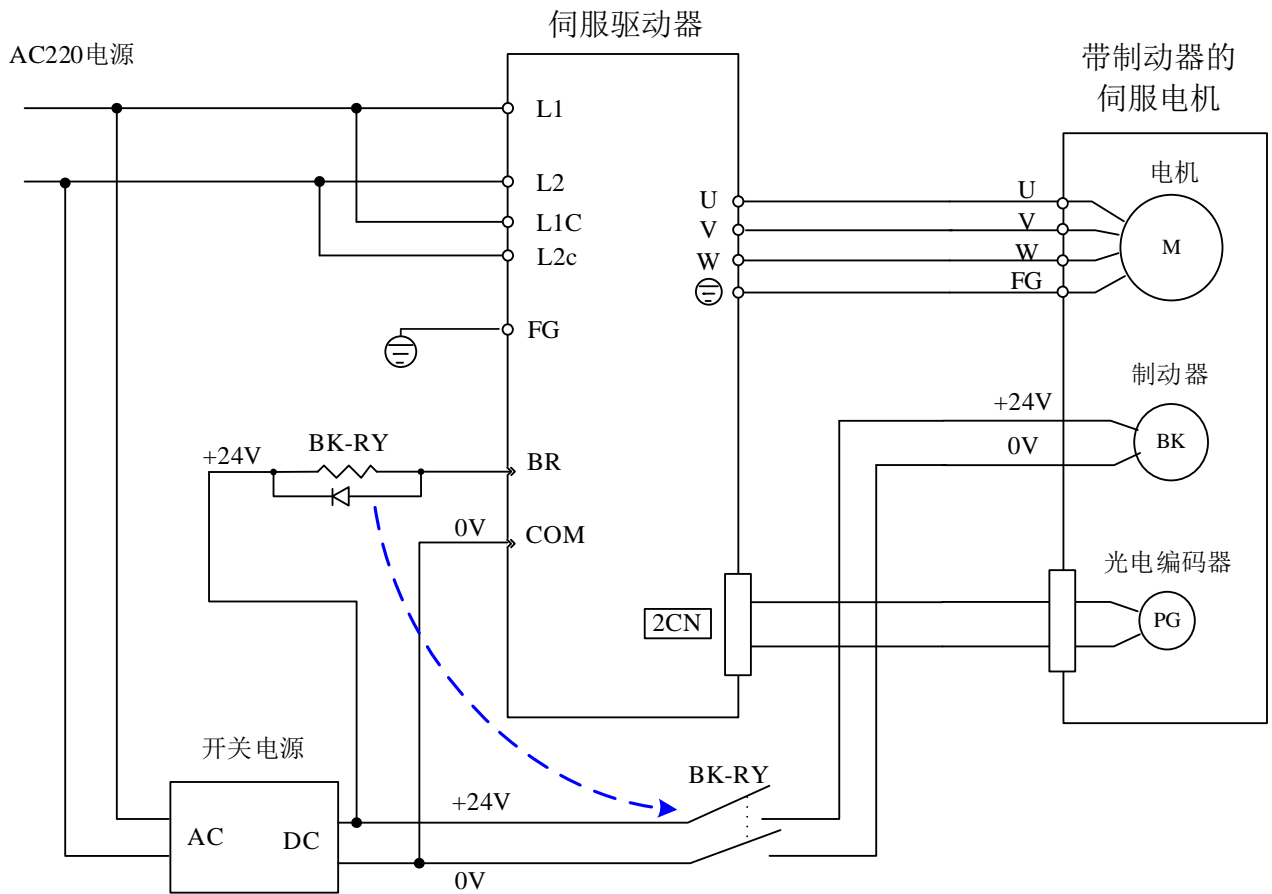 伺服驱动器
AC220电源
带制动器的
伺服电机
L1
电机
L2
U
U
L1C
V
V
M
L2c
W
W
FG
FG
制动器
+24V
BK-RY
+24V
BR
0V
BK
0V
COM
光电编码器
2CN
PG
开关电源
BK-RY
+24V
AC
DC
0V